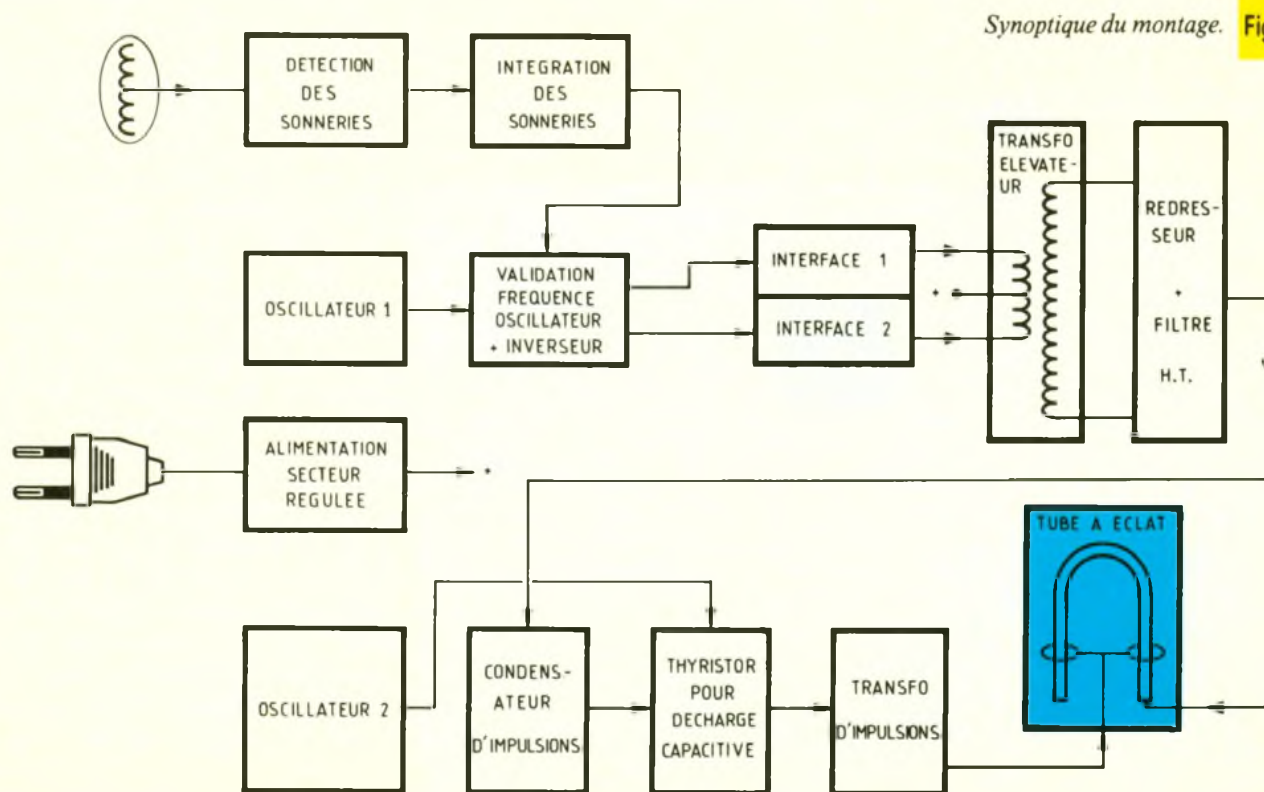 Synoptique du montage. Fig
DETECTION
DES
SONNERIES
INTEGRATION
DES
SONNERIES
TRANSFO
ELEVATE-
UR
REDRES-
SEUR
+
FILTRE
H.T.
OSCILLATEUR 1
VALIDATION
FREQUENCE
OSCILLATEUR
+ INVERSEUR
INTERFACE 1
+
INTERFACE 2
ALIMENTATION
SECTEUR
REGULEE
+
TUBE A ECLAT
OSCILLATEUR 2
CONDENS-
ATEUR
D'IMPULSIONS
THYRISTOR
POUR
DECHARGE
CAPACITIVE
TRANSFO
D'IMPULSIONS